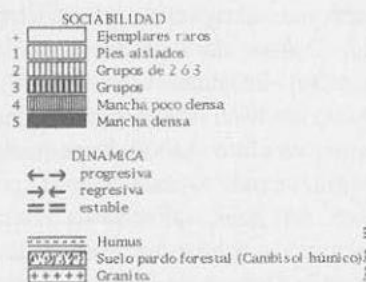 SOCIABILIDAD
+ Ejemplares raros
1 Pies aislados
2 Grupos de 2 ó 3
3 Grupos
4 Mancha poco densa
5 Mancha densa
DINAMICA
progresiva
regresiva
estable
Humus
Suelo pardo forestal (Cambisol húmico)
Granito.